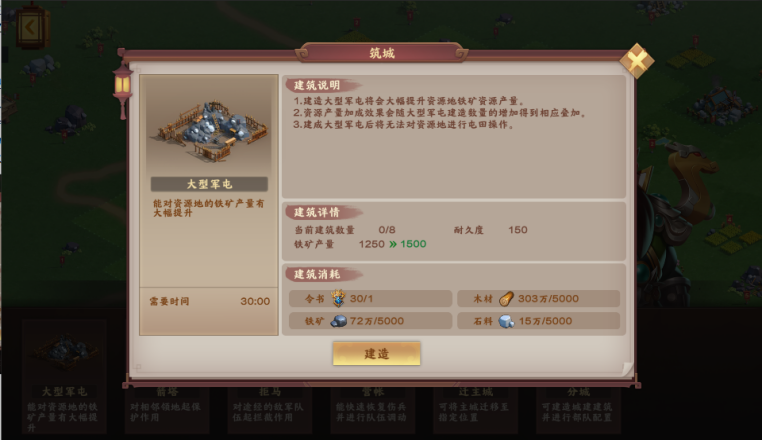 筑城
建筑说明
1.建造大型军屯将会大幅提升资源地铁矿资源产量。
2.资源产量加成效果会随大型军屯建造数量的增加得到相应叠加。
3.建成大型军屯后将无法对资源地进行屯田操作。
大型军屯
能对资源地的铁矿产量有
大幅提升
需要时间 30:00
建筑详情
当前建筑数量 0/8 耐久度 150
铁矿产量 1250 » 1500
建筑消耗
令书 30/1 木材 303万/5000
铁矿 72万/5000 石料 15万/5000
建造
大型军屯 箭塔 拒马 营帐 迁主城 分城
能对资源地的铁
矿产量有大幅提
升
对相邻领地起保
护作用
对途经的敌军队
伍起拦截作用
能快速恢复伤兵
并进行队伍调动
可将主城迁移至
指定位置
可建造城建建筑
并进行部队配置